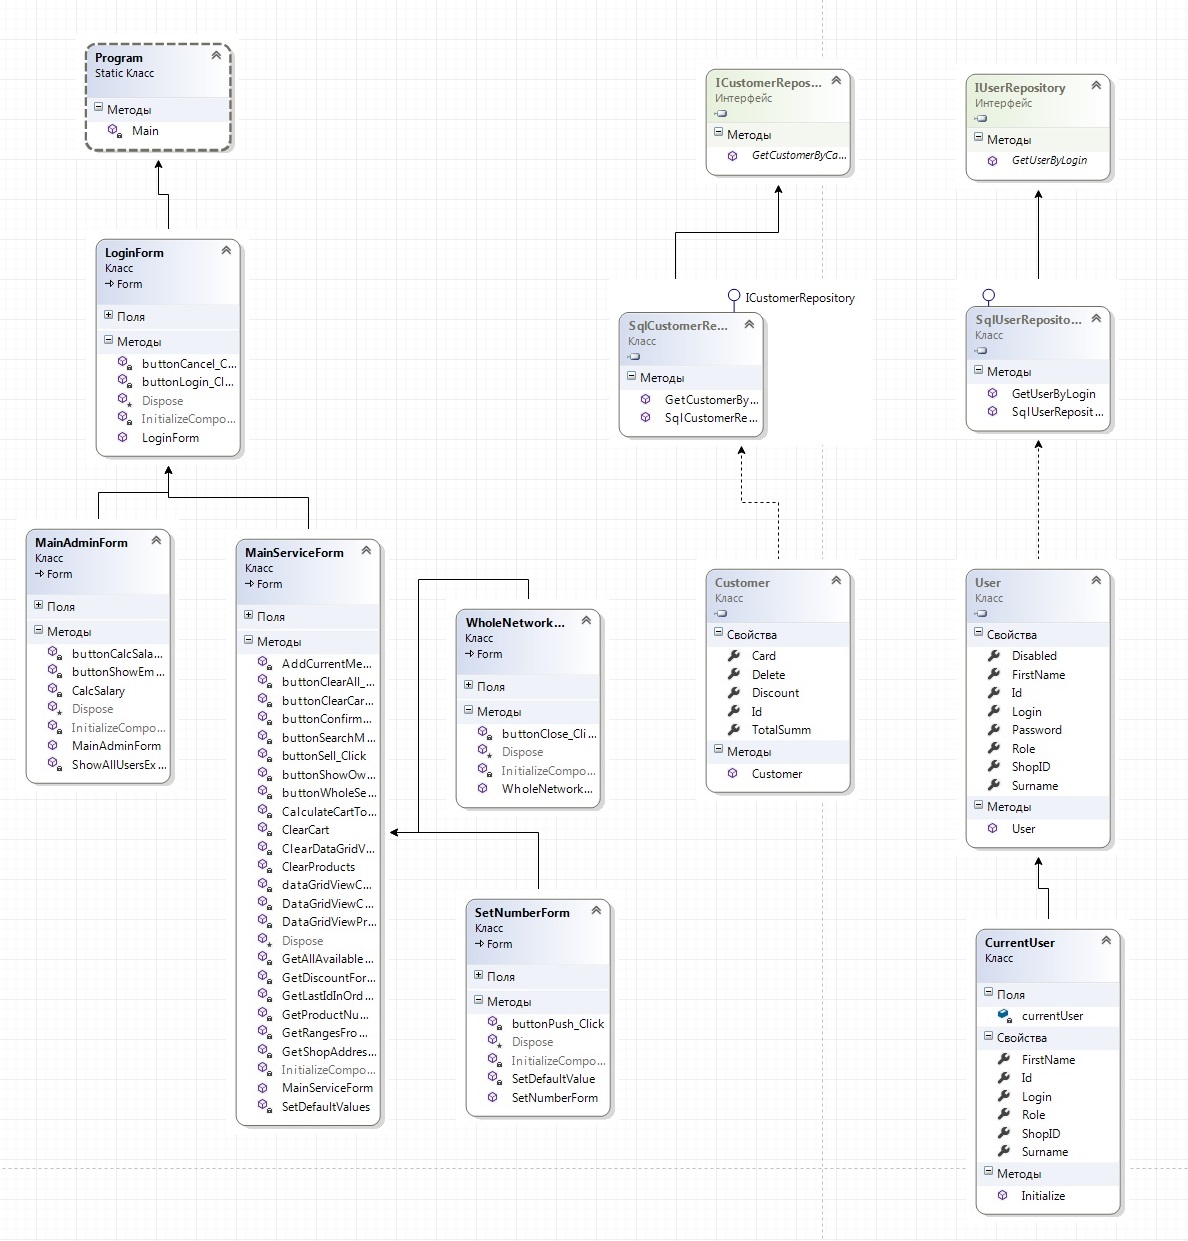 Program
Static Класс
Методы
Main
LoginForm
Класс
Form
Поля
Методы
buttonCancel_C...
buttonLogin_Cl...
Dispose
InitializeCompo...
LoginForm
MainAdminForm
Класс
Form
Поля
Методы
buttonCalcSala...
buttonShowEm...
CalcSalary
Dispose
InitializeCompo...
MainAdminForm
ShowAllUsersEx...
MainServiceForm
Класс
Form
Поля
Методы
AddCurrentMe...
buttonClearAll_...
buttonClearCar...
buttonConfirm...
buttonSearchM...
buttonSell_Click
buttonShowOw...
buttonWholeSe...
CalculateCartTo...
ClearCart
ClearDataGridV...
ClearProducts
dataGridViewC...
DataGridViewC...
DataGridViewPr...
Dispose
GetAllAvailable...
GetDiscountFor...
GetLastIdInOrd...
GetProductNu...
GetRangesFro...
GetShopAddres...
InitializeCompo...
MainServiceForm
SetDefaultValues
WholeNetwork...
Класс
Form
Поля
Методы
buttonClose_Cli...
Dispose
InitializeCompo...
WholeNetwork...
SetNumberForm
Класс
Form
Поля
Методы
buttonPush_Click
Dispose
InitializeCompo...
SetDefaultValue
SetNumberForm
ICustomerRepos...
Интерфейс
Методы
GetCustomerByCa...
ICustomerRepository
SqlCustomerRe...
Класс
Методы
GetCustomerBy...
SqlCustomerRe...
Customer
Класс
Свойства
Card
Delete
Discount
Id
TotalSumm
Методы
Customer
IUserRepository
Интерфейс
Методы
GetUserByLogin
SqlUserReposito...
Класс
Методы
GetUserByLogin
SqlUserReposit...
User
Класс
Свойства
Disabled
FirstName
Id
Login
Password
Role
ShopID
Surname
Методы
User
CurrentUser
Класс
Поля
currentUser
Свойства
FirstName
Id
Login
Role
ShopID
Surname
Методы
Initialize